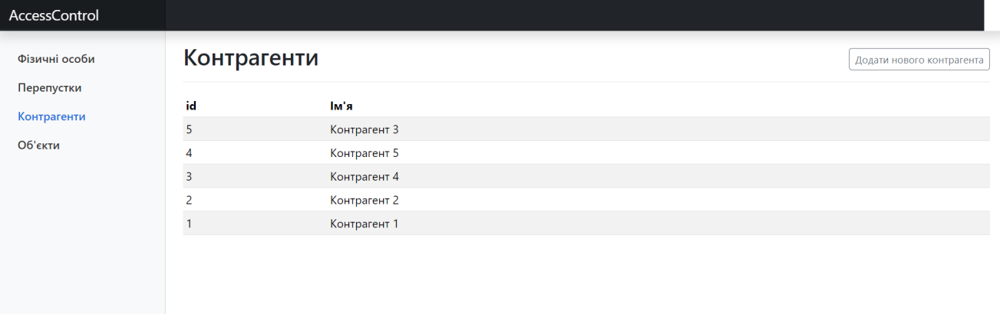 AccessControl
Фізичні особи
Перепустки
Контрагенти
Об'єкти
Контрагенти
Додати нового контрагента
id Ім'я
5 Контрагент 3
4 Контрагент 5
3 Контрагент 4
2 Контрагент 2
1 Контрагент 1